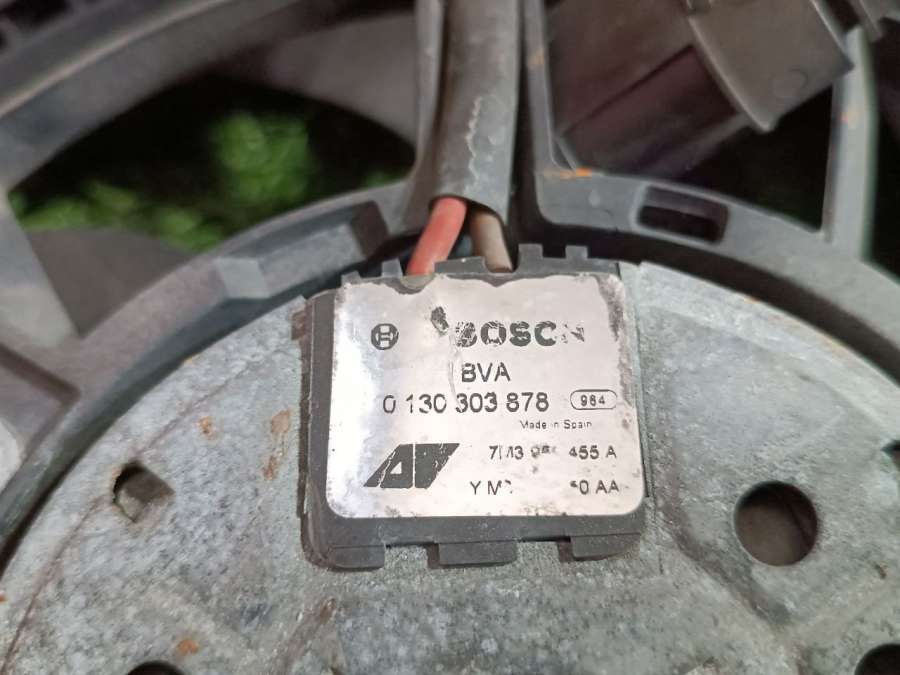 BOSCH
BVA
0 130 303 878 984
Made in Spain
455 A
AA